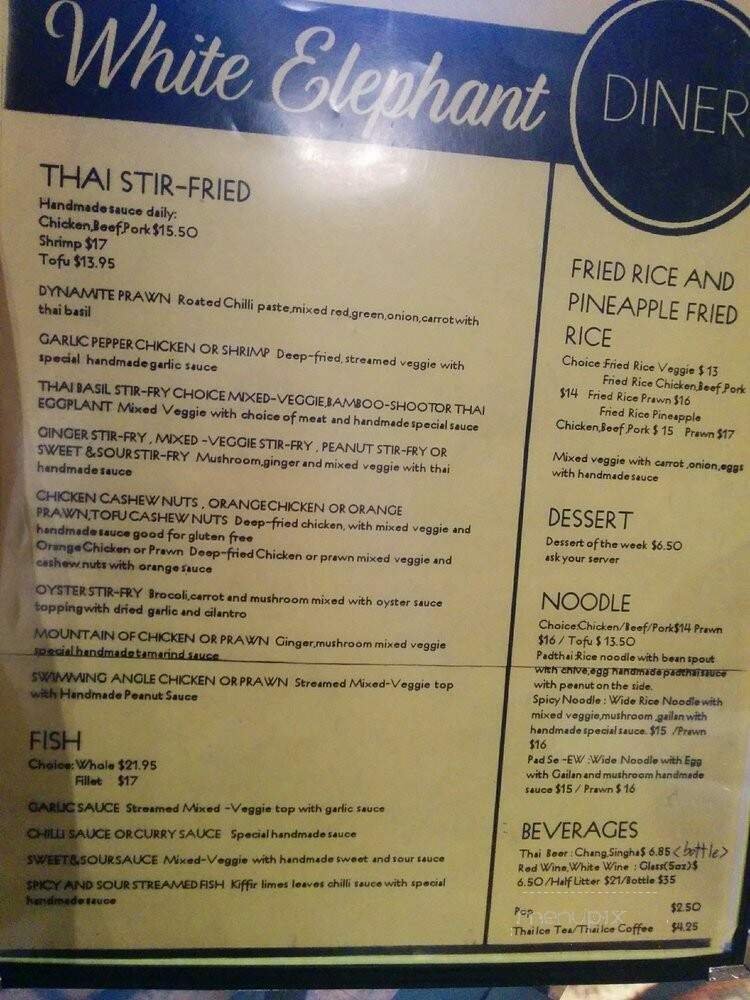 White Elephant
DINER
THAI STIR-FRIED
Handmade sauce daily:
Chicken,Beef,Pork $15.50
Shrimp $17
Tofu $13.95
DYNAMITE PRAWN Roated Chilli paste,mixed red,green,onion,carrot with
thai basil
GARLIC PEPPER CHICKEN OR SHRIMP Deep-fried, streamed veggie with
special handmade garlic sauce
THAI BASIL STIR-FRY CHOICE MIXED-VEGGIE,BAMBOO-SHOOT OR THAI
EGGPLANT Mixed Veggie with choice of meat and handmade special sauce
GINGER STIR-FRY , MIXED -VEGGIE STIR-FRY , PEANUT STIR-FRY OR
SWEET &SOUR STIR-FRY Mushroom,ginger and mixed veggie with thai
handmade sauce
CHICKEN CASHEW NUTS , ORANGE CHICKEN OR ORANGE
PRAWN,TOFU CASHEW NUTS Deep-fried chicken, with mixed veggie and
handmade sauce good for gluten free
Orange Chicken or Prawn Deep-fried Chicken or prawn mixed veggie and
cashew nuts with orange sauce
OYSTER STIR-FRY Brocoli,carrot and mushroom mixed with oyster sauce
topping with dried garlic and cilantro
MOUNTAIN OF CHICKEN OR PRAWN Ginger,mushroom mixed veggie
special handmade tamarind sauce
SWIMMING ANGLE CHICKEN OR PRAWN Streamed Mixed-Veggie top
with Handmade Peanut Sauce
FISH
Choice: Whole $21.95
Fillet $17
GARLIC SAUCE Streamed Mixed -Veggie top with garlic sauce
CHILLI SAUCE OR CURRY SAUCE Special handmade sauce
SWEET&SOUR SAUCE Mixed-Veggie with handmade sweet and sour sauce
SPICY AND SOUR STREAMED FISH Kiffir limes leaves chilli sauce with special
handmade sauce
FRIED RICE AND
PINEAPPLE FRIED
RICE
Choice :Fried Rice Veggie $ 13
Fried Rice Chicken,Beef,Pork
$14 Fried Rice Prawn $16
Fried Rice Pineapple
Chicken,Beef,Pork $ 15 Prawn $17
Mixed veggie with carrot ,onion,eggs
with handmade sauce
DESSERT
Dessert of the week $6.50
ask your server
NOODLE
Choice:Chicken/Beef/Pork$14 Prawn
$16 / Tofu $ 13.50
Padthai:Rice noodle with bean spout
with chive,egg handmade padthai sauce
with peanut on the side.
Spicy Noodle : Wide Rice Noodle with
mixed veggie,mushroom ,gailan with
handmade special sauce. $15 /Prawn
$16
Pad Se -EW :Wide Noodle with Egg
with Gailan and mushroom handmade
sauce $15 / Prawn $ 16
BEVERAGES
Thai Beer : Chang,Singha$ 6.85 <bottle>
Red Wine,White Wine : Glass(5oz)$
6.50 /Half Litter $21/Bottle $35
Pop $2.50
menupix
Thai Ice Tea/Thai Ice Coffee $4.25